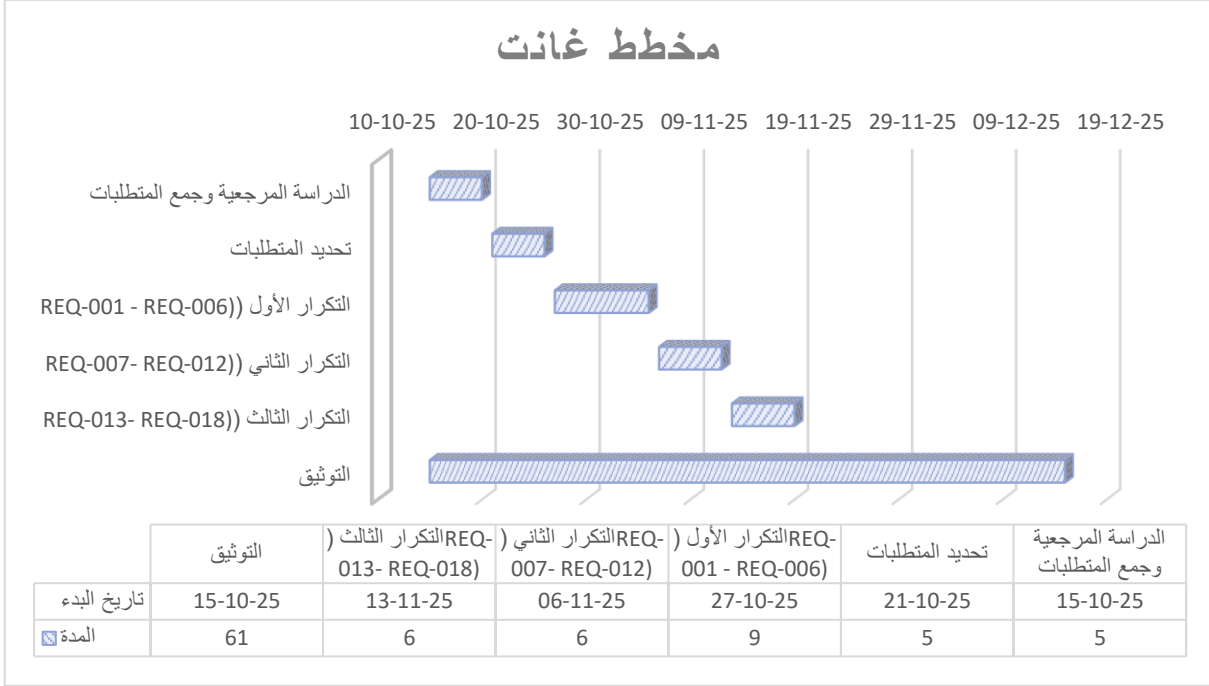 مخطط غانت
10-10-25 20-10-25 30-10-25 09-11-25 19-11-25 29-11-25 09-12-25 19-12-25
الدراسة المرجعية وجمع المتطلبات
تحديد المتطلبات
التكرار الأول ((REQ-001 - REQ-006
التكرار الثاني ((REQ-007- REQ-012
التكرار الثالث ((REQ-013- REQ-018
التوثيق
الدراسة المرجعية
وجمع المتطلبات
تحديد المتطلبات
التكرار الأول (REQ-
001 - REQ-006)
التكرار الثاني (REQ-
007- REQ-012)
التكرار الثالث (REQ-
013- REQ-018)
التوثيق
تاريخ البدء 15-10-25 13-11-25 06-11-25 27-10-25 21-10-25 15-10-25
المدة 61 6 6 9 5 5